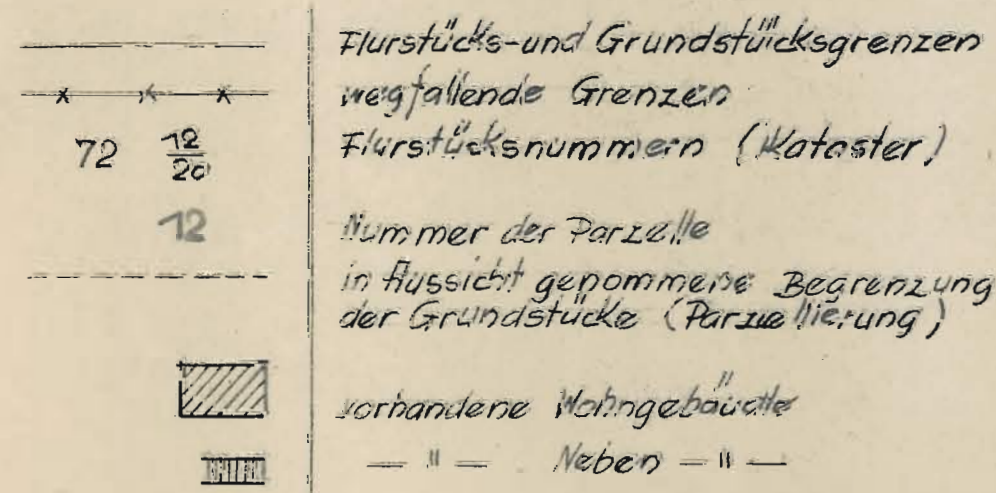 Flurstücks-und Grundstücksgrenzen
x x x wegfallende Grenzen
72 12/20 Flurstücksnummern (Kataster)
12 Nummer der Parzelle
in Aussicht genommene Begrenzung
der Grundstücke (Parzellierung)
vorhandene Wohngebäude
— " — Neben — " —